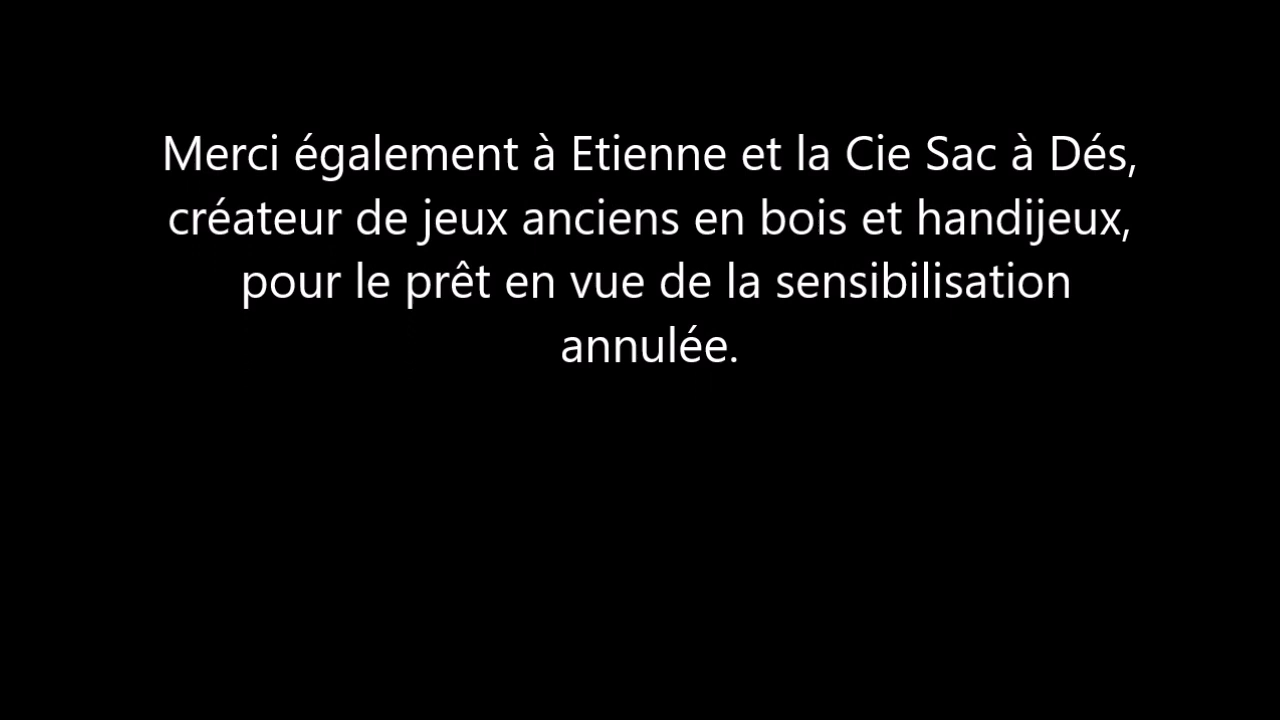 Merci également à Etienne et la Cie Sac à Dés,
créateur de jeux anciens en bois et handijeux,
pour le prêt en vue de la sensibilisation
annulée.